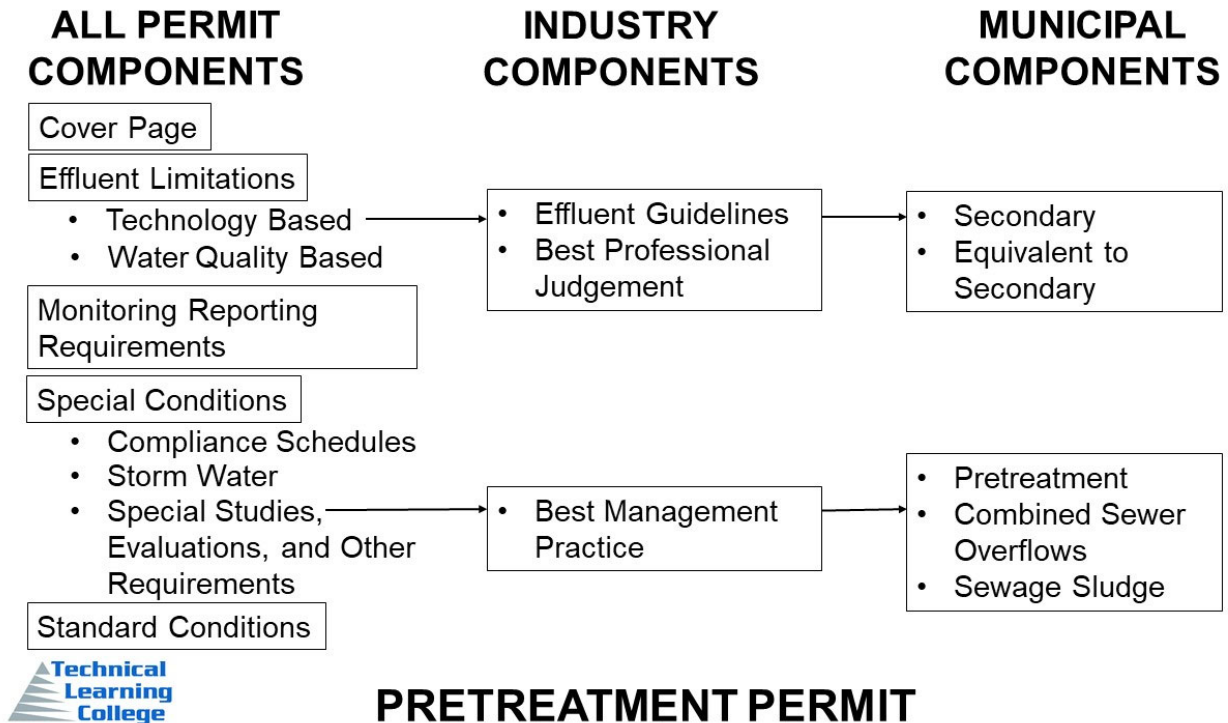 ALL PERMIT
COMPONENTS
INDUSTRY
COMPONENTS
MUNICIPAL
COMPONENTS
Cover Page
Effluent Limitations
• Technology Based
• Water Quality Based
• Effluent Guidelines
• Best Professional
Judgement
• Secondary
• Equivalent to
Secondary
Monitoring Reporting
Requirements
Special Conditions
• Compliance Schedules
• Storm Water
• Special Studies,
Evaluations, and Other
Requirements
• Best Management
Practice
• Pretreatment
• Combined Sewer
Overflows
• Sewage Sludge
Standard Conditions
Technical
Learning
College
PRETREATMENT PERMIT